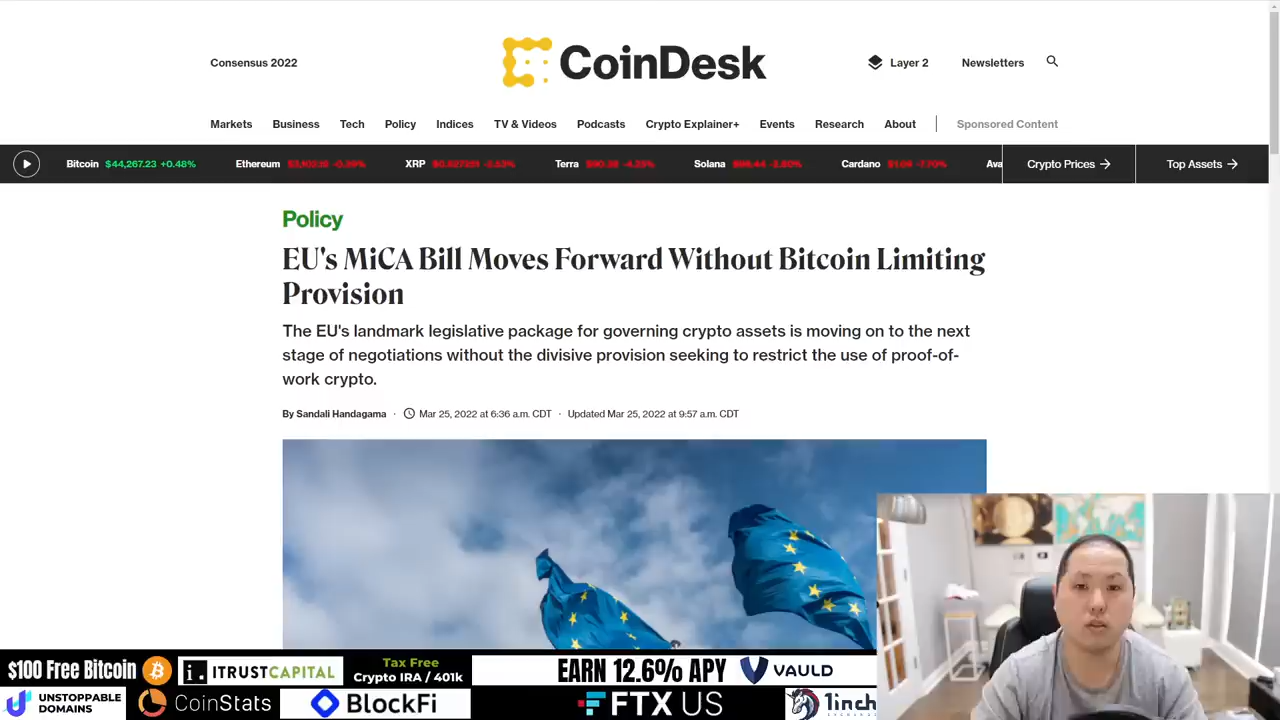 Consensus 2022
CoinDesk
Layer 2
Newsletters
Markets Business Tech Policy Indices TV & Videos Podcasts Crypto Explainer+ Events Research About Sponsored Content
Bitcoin $44,267.23 +0.48% Ethereum XRP Terra Solana Cardano Ava Crypto Prices → Top Assets →
Policy
EU's MiCA Bill Moves Forward Without Bitcoin Limiting
Provision
The EU's landmark legislative package for governing crypto assets is moving on to the next
stage of negotiations without the divisive provision seeking to restrict the use of proof-of-
work crypto.
By Sandali Handagama · Mar 25, 2022 at 6:36 a.m. CDT · Updated Mar 25, 2022 at 9:57 a.m. CDT
$100 Free Bitcoin
ITRUSTCAPITAL
Tax Free
Crypto IRA / 401k
EARN 12.6% APY
VAULD
UNSTOPPABLE
DOMAINS
CoinStats
BlockFi
FTX US
1inch
EXCHANGE